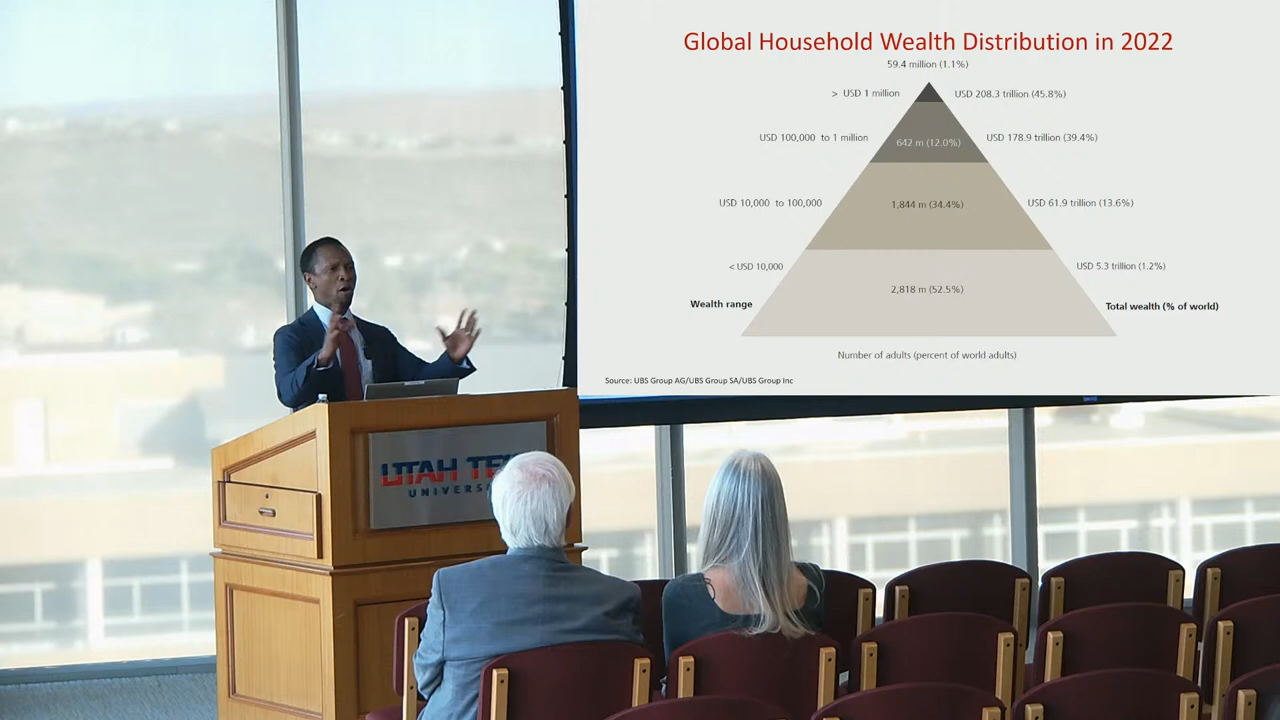 Global Household Wealth Distribution in 2022
59.4 million (1.1%)
> USD 1 million
USD 208.3 trillion (45.8%)
USD 100,000 to 1 million
642 m (12.0%)
USD 178.9 trillion (39.4%)
USD 10,000 to 100,000
1,844 m (34.4%)
USD 61.9 trillion (13.6%)
< USD 10,000
2,818 m (52.5%)
USD 5.3 trillion (1.2%)
Wealth range
Total wealth (% of world)
Number of adults (percent of world adults)
Source: UBS Group AG/UBS Group SA/UBS Group Inc
UTAH